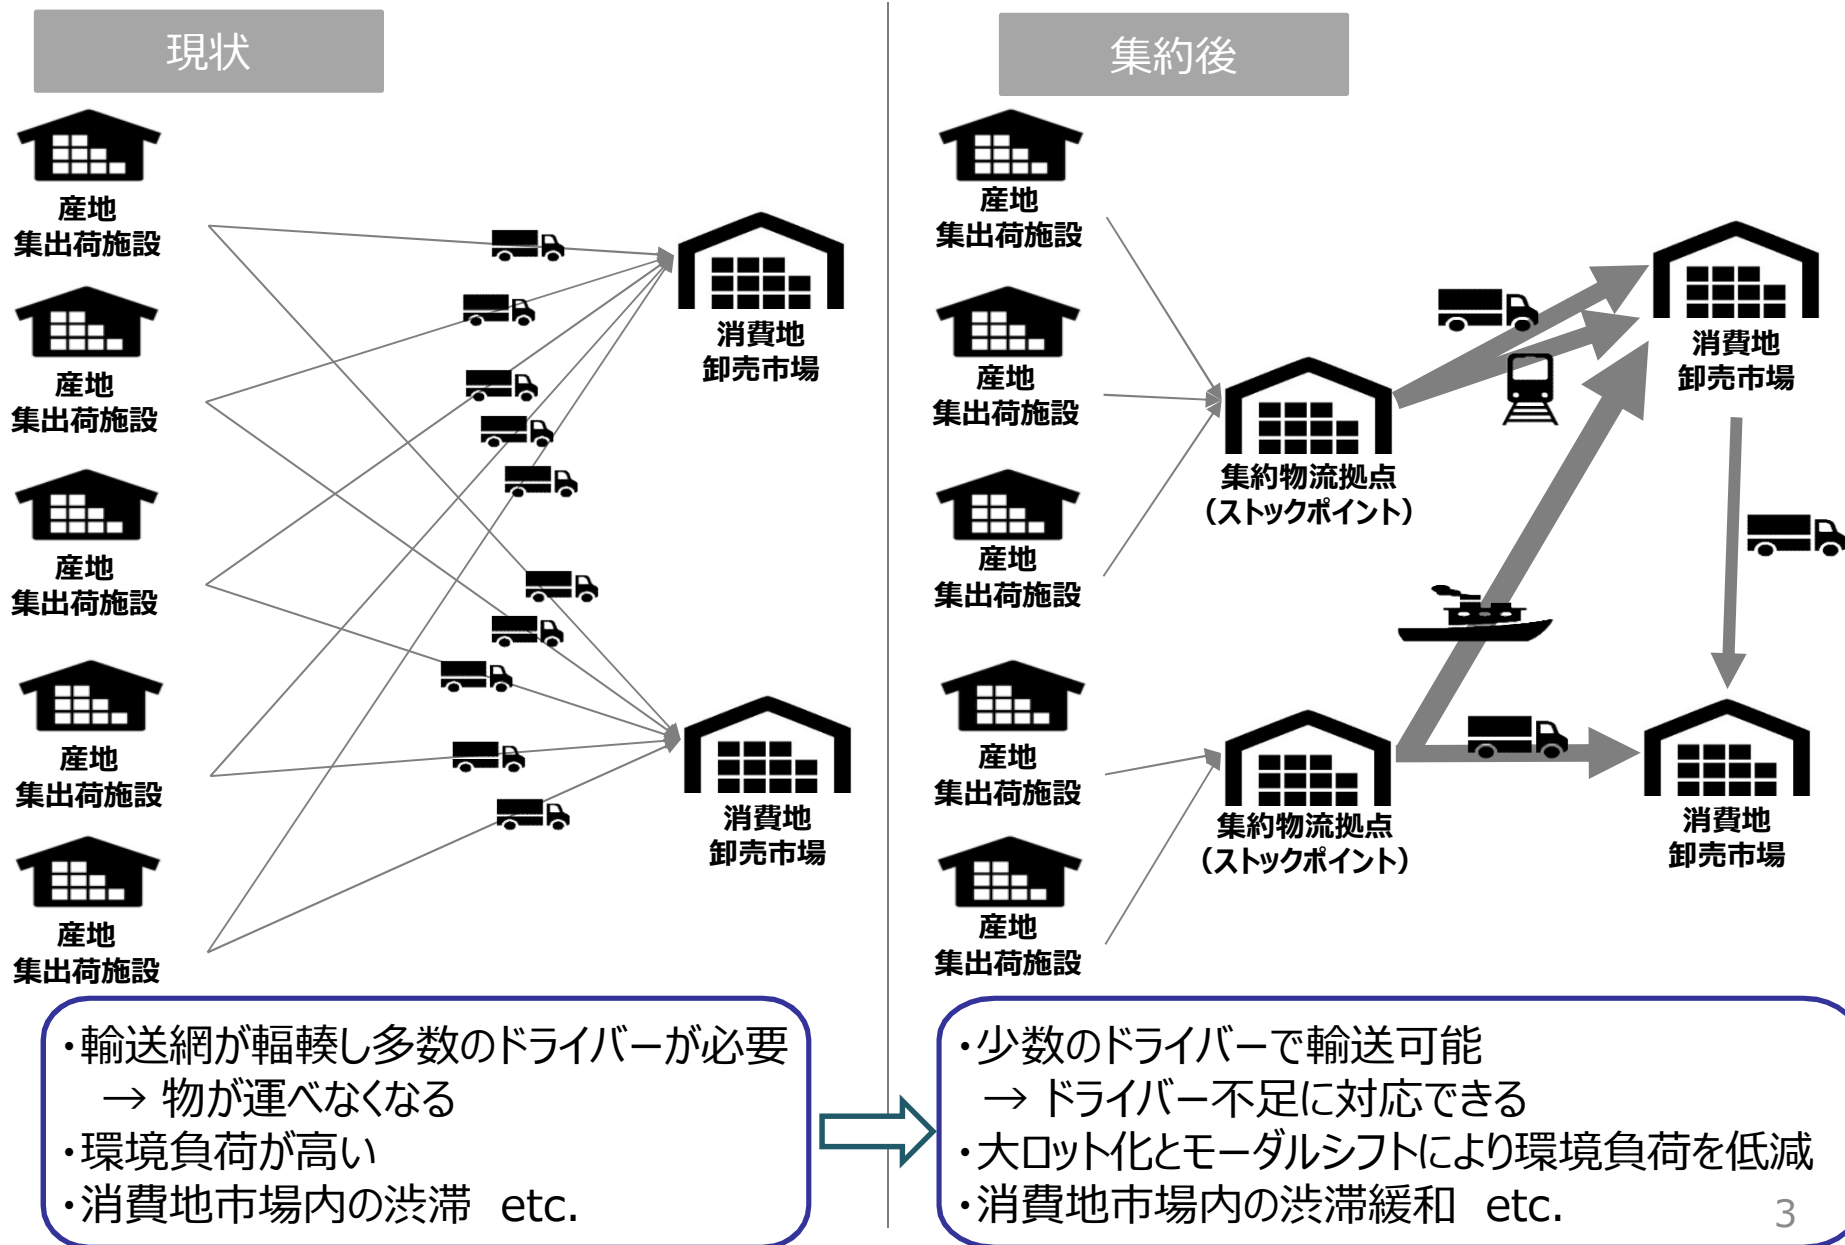 現状
産地
集出荷施設
産地
集出荷施設
産地
集出荷施設
産地
集出荷施設
産地
集出荷施設
消費地
卸売市場
消費地
卸売市場
・輸送網が輻輳し多数のドライバーが必要
→ 物が運べなくなる
・環境負荷が高い
・消費地市場内の渋滞 etc.
集約後
産地
集出荷施設
産地
集出荷施設
産地
集出荷施設
産地
集出荷施設
産地
集出荷施設
集約物流拠点
（ストックポイント）
集約物流拠点
（ストックポイント）
消費地
卸売市場
消費地
卸売市場
・少数のドライバーで輸送可能
→ ドライバー不足に対応できる
・大ロット化とモーダルシフトにより環境負荷を低減
・消費地市場内の渋滞緩和 etc.
3